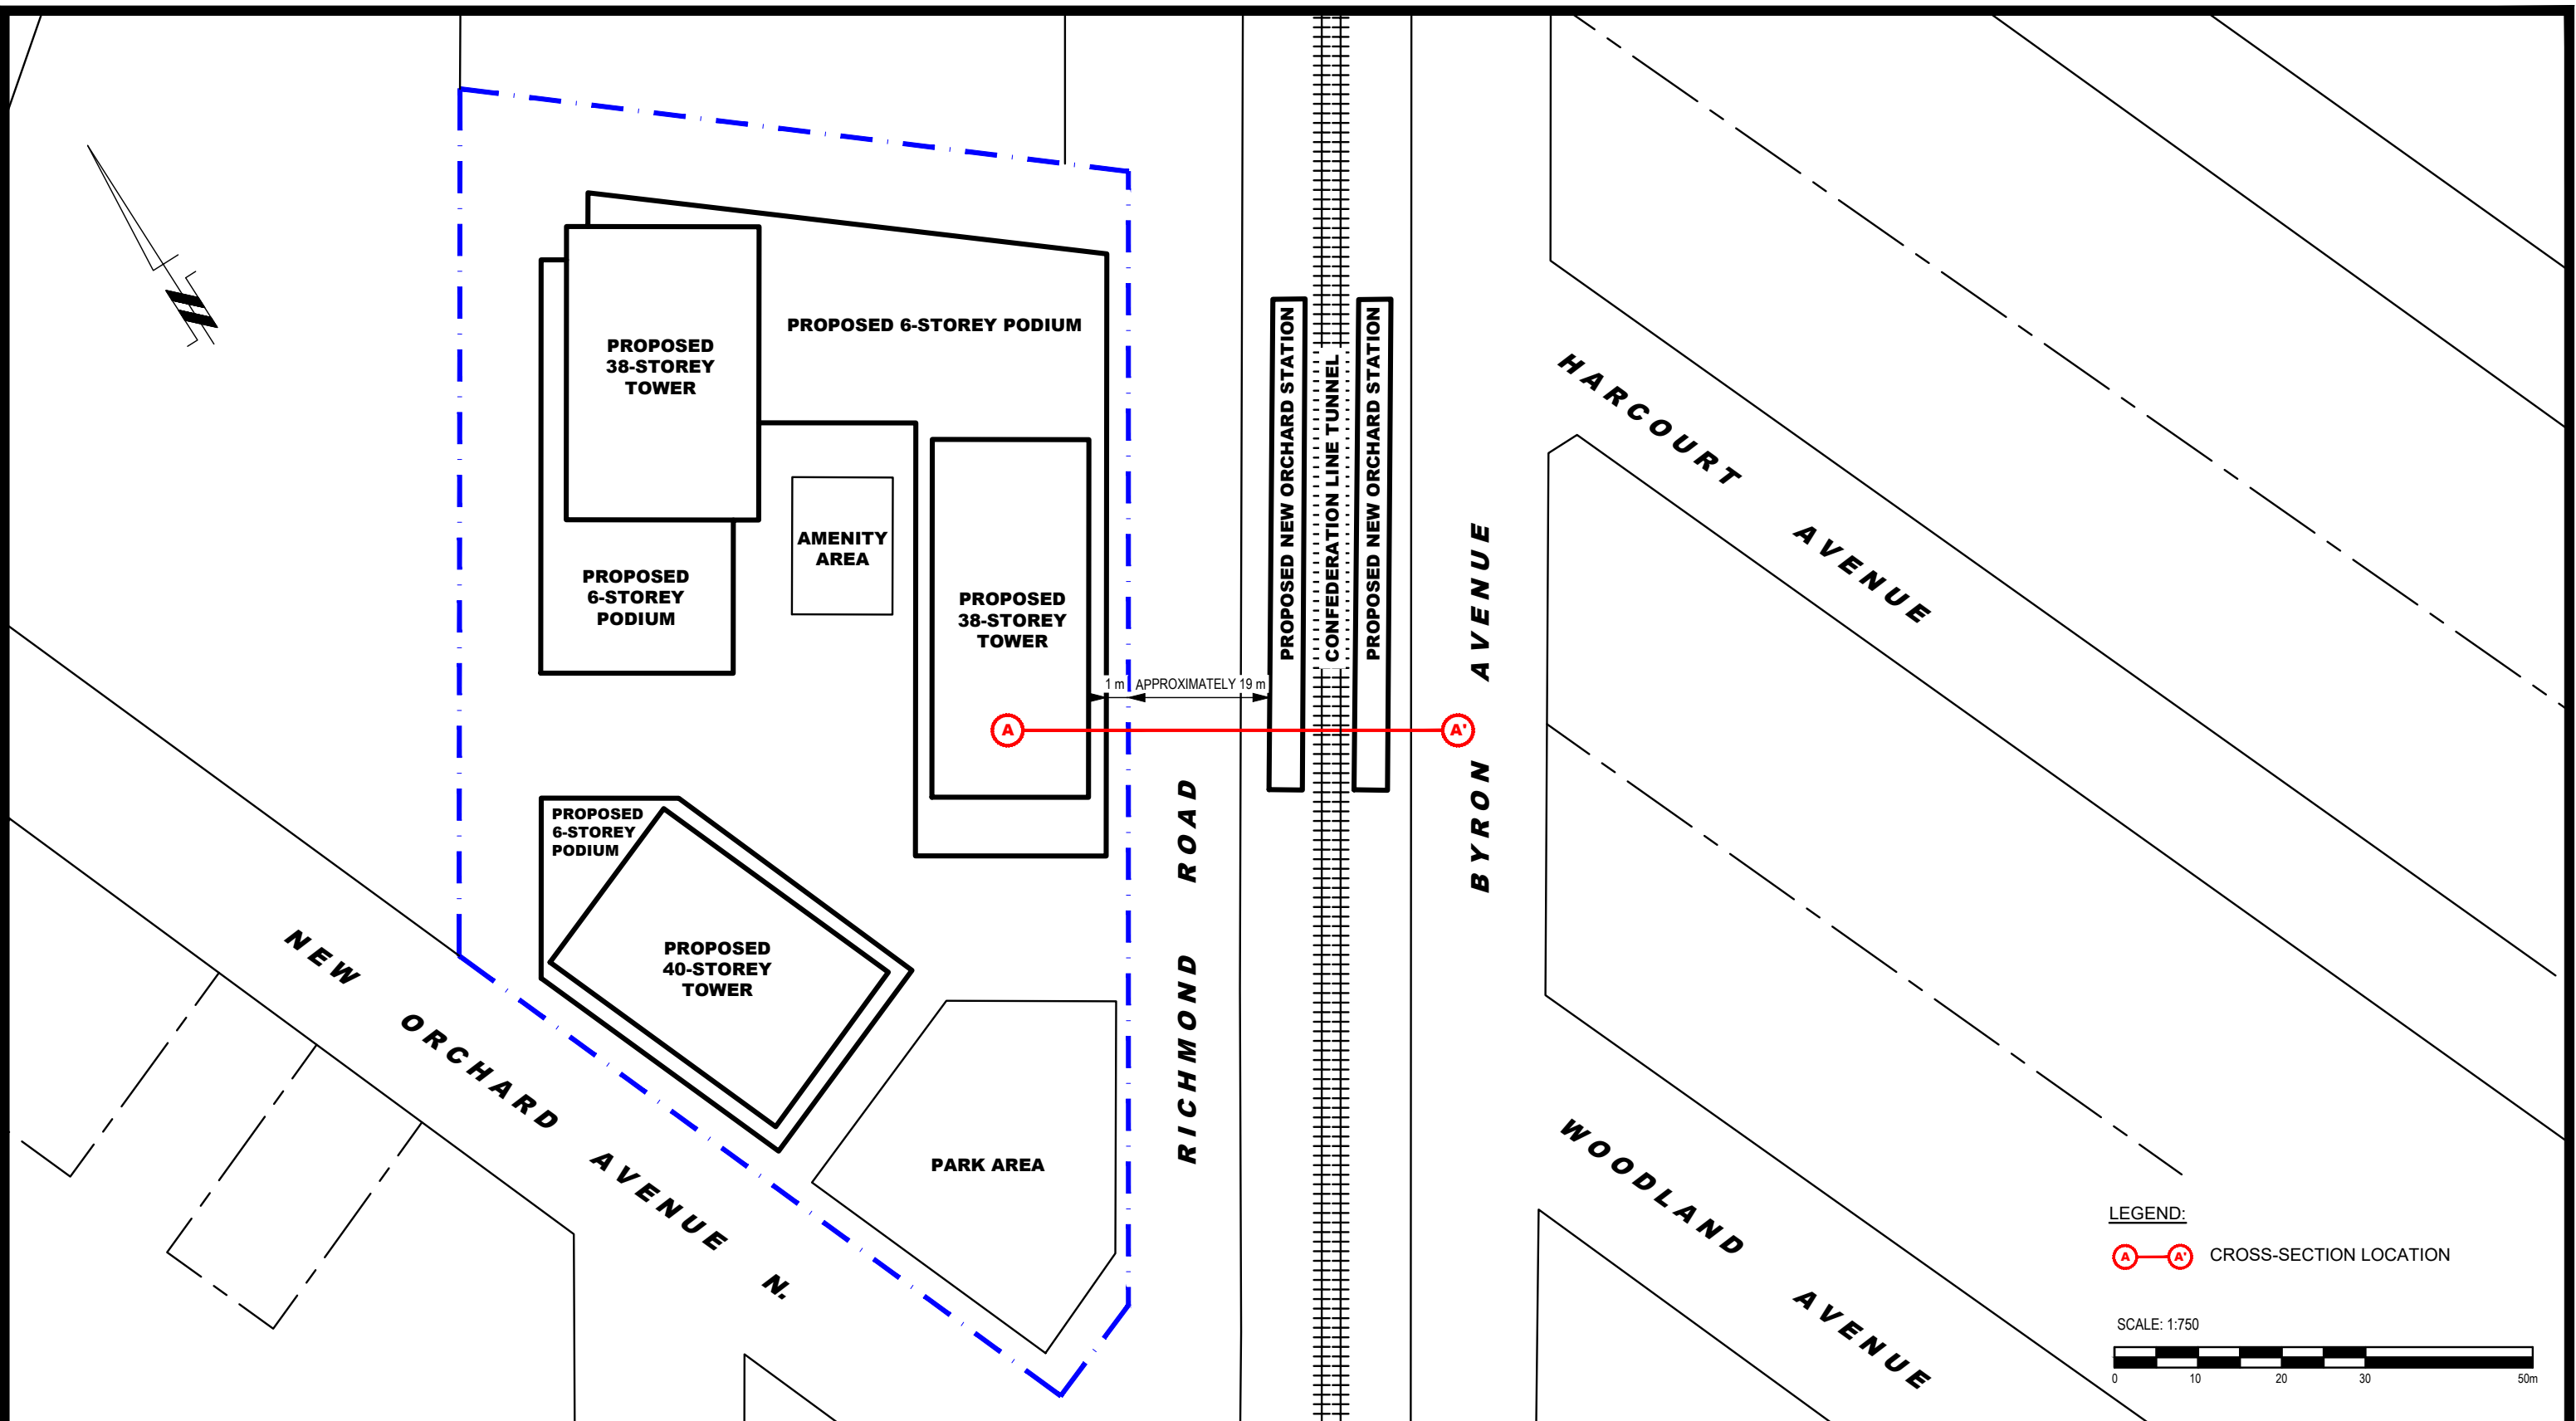 PROPOSED 6-STOREY PODIUM
PROPOSED
38-STOREY
TOWER
AMENITY
AREA
PROPOSED
6-STOREY
PODIUM
PROPOSED
38-STOREY
TOWER
PROPOSED NEW ORCHARD STATION
CONFEDERATION LINE TUNNEL
PROPOSED NEW ORCHARD STATION
1 m
APPROXIMATELY 19 m
A
A'
PROPOSED
6-STOREY
PODIUM
PROPOSED
40-STOREY
TOWER
PARK AREA
NEW ORCHARD AVENUE N.
RICHMOND ROAD
BYRON AVENUE
HARCOURT AVENUE
WOODLAND AVENUE
LEGEND:
A A' CROSS-SECTION LOCATION
SCALE: 1:750
0 10 20 30 50m